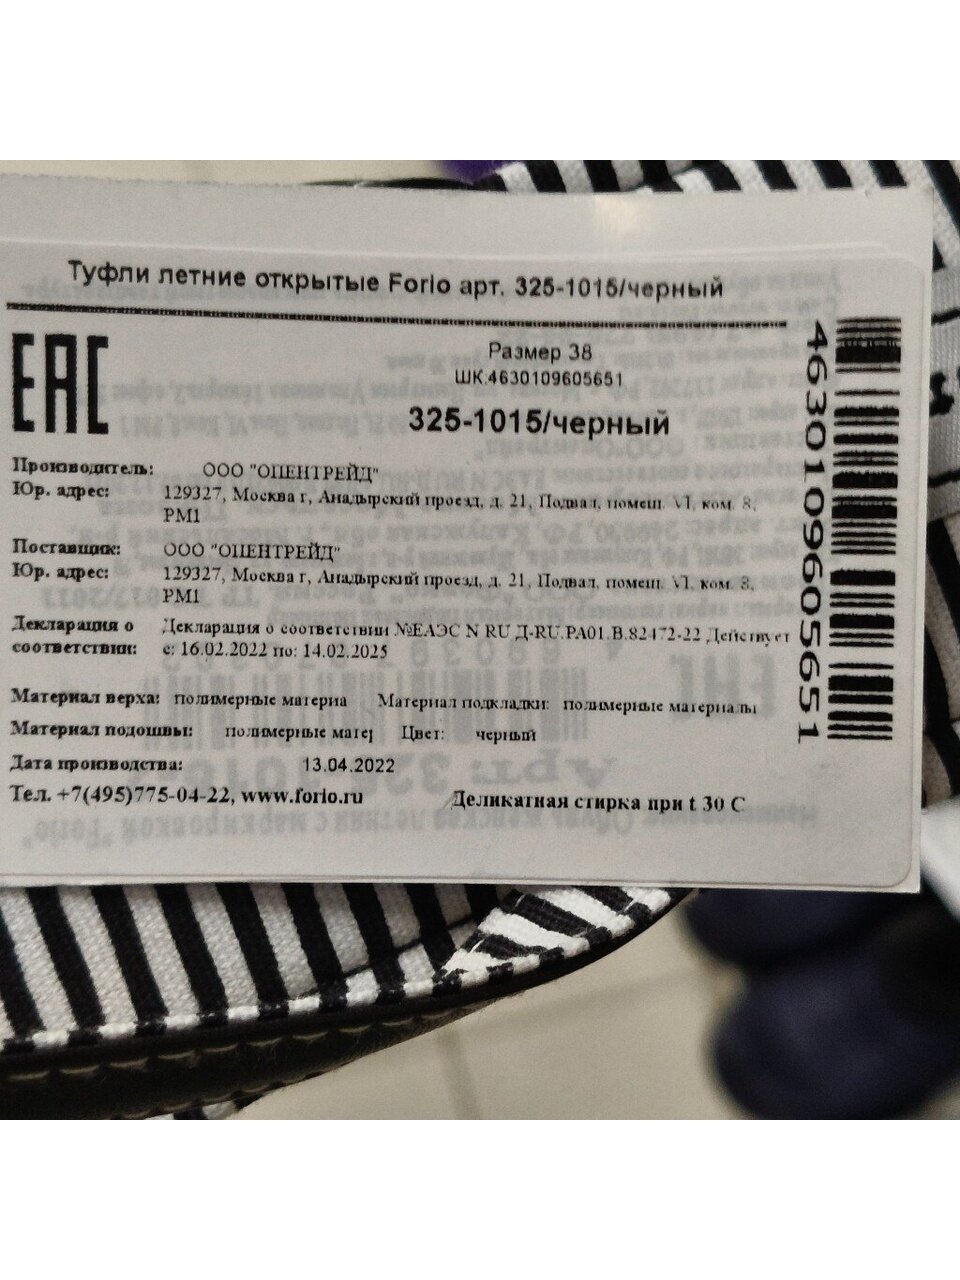 Туфли летние открытые Forio арт. 325-1015/черный
EAC
Размер 38
ШК:4630109605651
325-1015/черный
Производитель: ООО "ОЦЕНТРЕЙД"
Юр. адрес: 129327, Москва г, Анадырский проезд, д. 21, Подвал, помещ. VI, ком. 8,
РМ1
Поставщик: ООО "ОЦЕНТРЕЙД"
Юр. адрес: 129327, Москва г, Анадырский проезд, д. 21, Подвал, помещ. VI, ком. 8,
РМ1
Декларация о Декларация о соответствии №ЕАЭС N RU Д-RU.РА01.В.82472-22 Действует
соответствии: с: 16.02.2022 по: 14.02.2025
Материал верха: полимерные материа Материал подкладки: полимерные материалы
Материал подошвы: полимерные матер Цвет: черный
Дата производства: 13.04.2022
Тел. +7(495)775-04-22, www.forio.ru Деликатная стирка при t 30 C
4630109605651